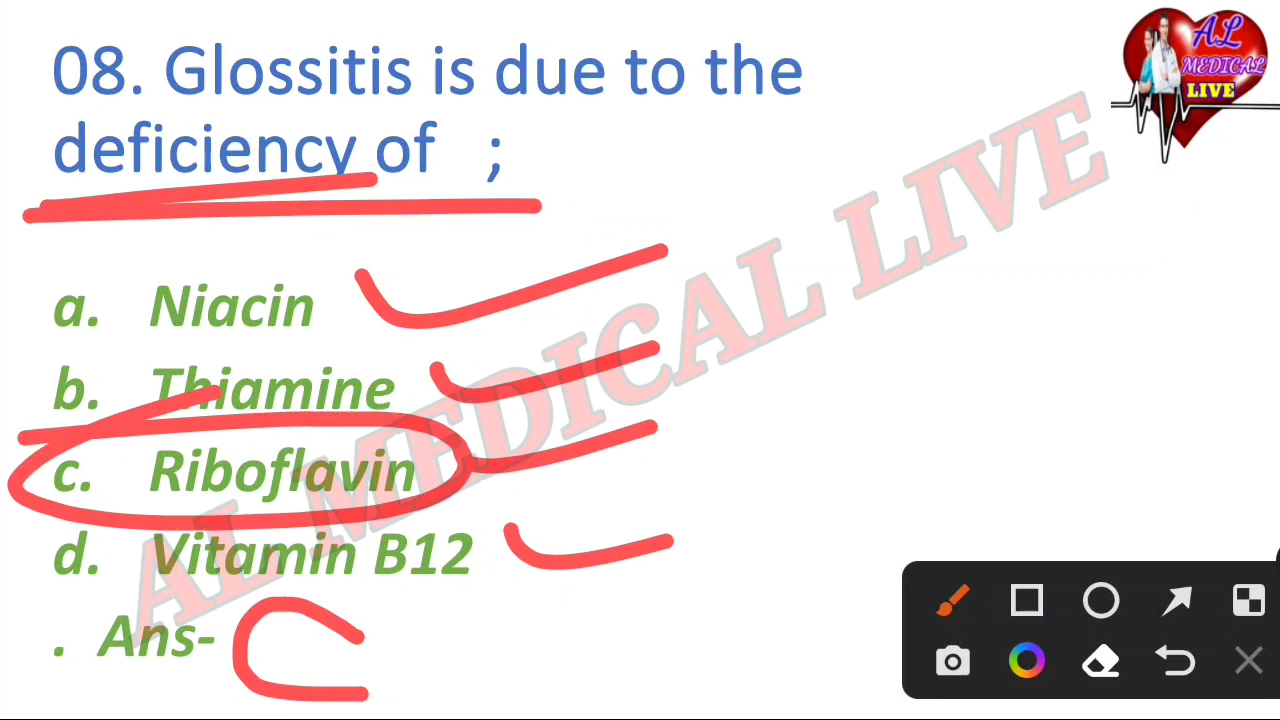 08. Glossitis is due to the
deficiency of ;
a. Niacin
b. Thiamine
c. Riboflavin
d. Vitamin B12
. Ans- C
AL MEDICAL LIVE
AL
MEDICAL
LIVE